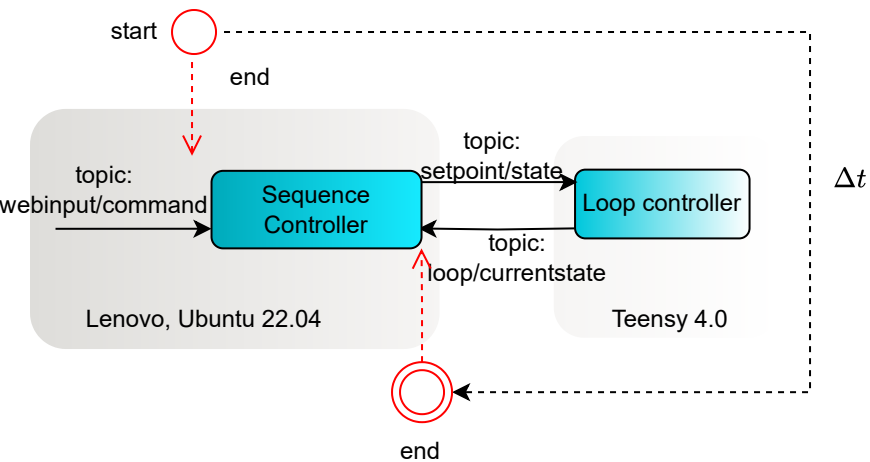 start
end
topic:
setpoint/state
topic:
webinput/command
Sequence
Controller
Loop controller
Δt
topic:
loop/currentstate
Lenovo, Ubuntu 22.04
Teensy 4.0
end